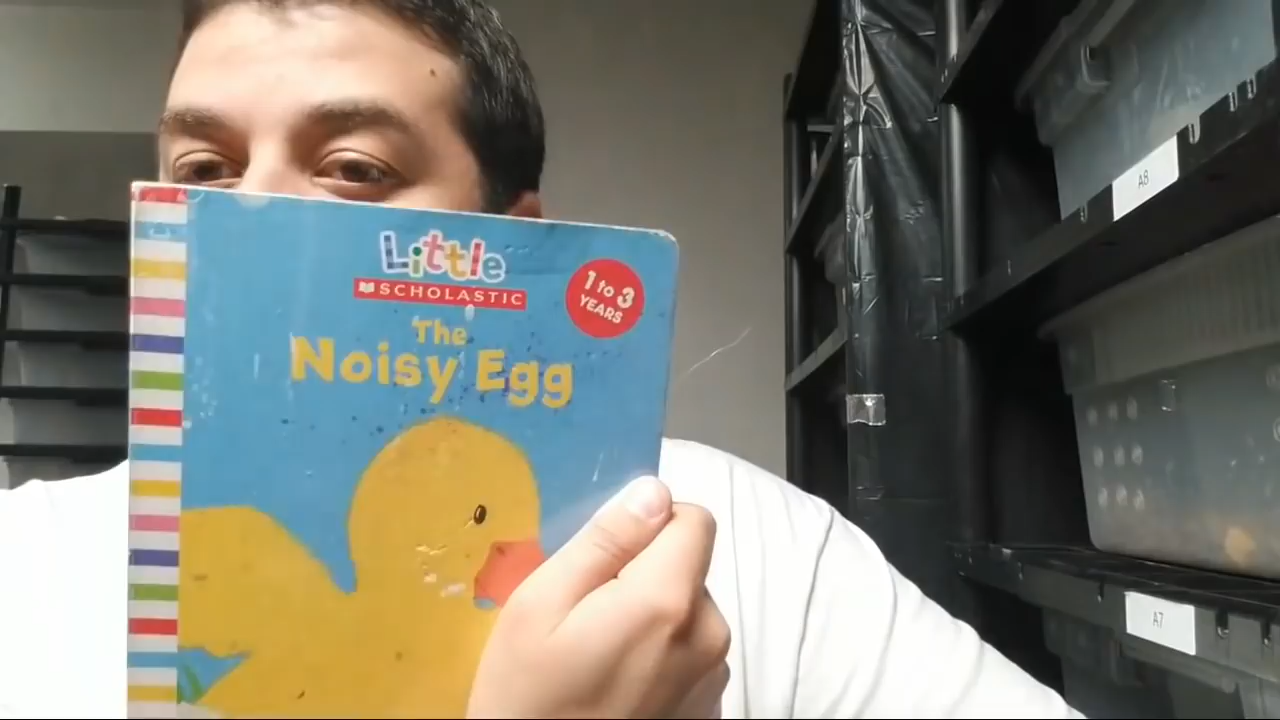 Little
SCHOLASTIC
1 to 3
YEARS
The
Noisy Egg
A8
A7